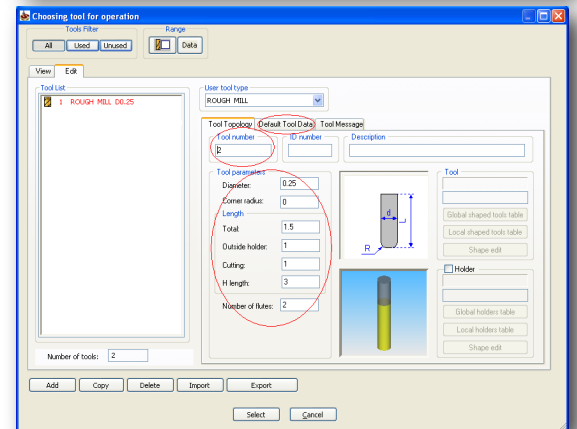 Choosing tool for operation
Tools Filter
Range
All Used Unused Data
View Edit
Tool List
1 ROUGH MILL D0.25
User tool type
ROUGH MILL
Tool Topology Default Tool Data Tool Message
Tool number
2
ID number
Description
Tool parameters
Diameter: 0.25
Corner radius: 0
Length
Total: 1.5
Outside holder: 1
Cutting: 1
H length: 3
Number of flutes: 2
d
L
R
Tool
Global shaped tools table
Local shaped tools table
Shape edit
Holder
Global holders table
Local holders table
Shape edit
Number of tools: 2
Add Copy Delete Import Export
Select Cancel